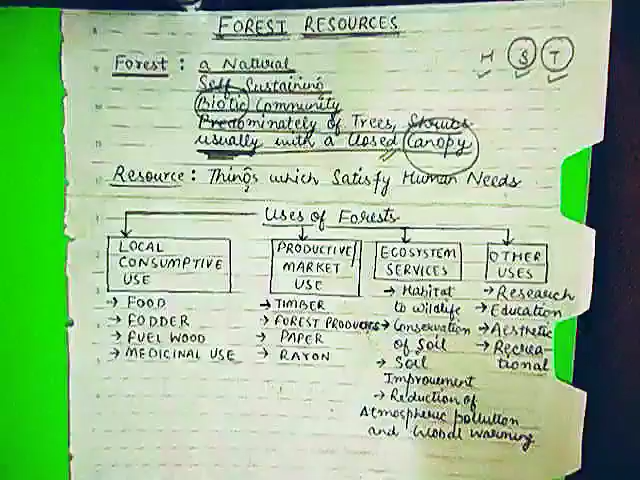 FOREST RESOURCES
H S T
Forest : a Natural
Self Sustaining
Biotic Community
Predominately of Trees, Shrubs
usually with a closed Canopy
Resource : Things which Satisfy Human Needs
Uses of Forests
LOCAL
CONSUMPTIVE
USE
→ FOOD
→ FODDER
→ FUEL WOOD
→ MEDICINAL USE
PRODUCTIVE/
MARKET
USE
→ TIMBER
→ FOREST PRODUCTS
→ PAPER
→ RAYON
ECOSYSTEM
SERVICES
→ Habitat
to wildlife
→ Conservation
of soil
→ Soil
Improvement
→ Reduction of
Atmospheric pollution
and Global warming
OTHER
USES
→ Research
→ Education
→ Aesthetic
→ Recrea-
tional